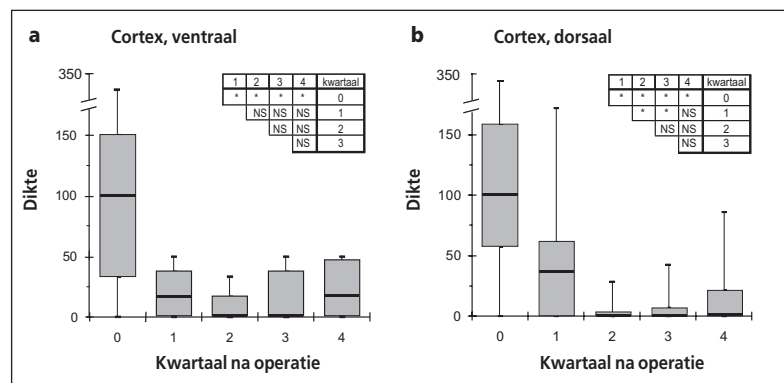 a Cortex, ventraal
350
150
100
50
0
Dikte
1 2 3 4 kwartaal
* * * * 0
NS NS NS 1
NS NS 2
NS 3
0 1 2 3 4
Kwartaal na operatie
b Cortex, dorsaal
350
150
100
50
0
Dikte
1 2 3 4 kwartaal
* * * * 0
* * NS 1
NS NS 2
NS 3
0 1 2 3 4
Kwartaal na operatie